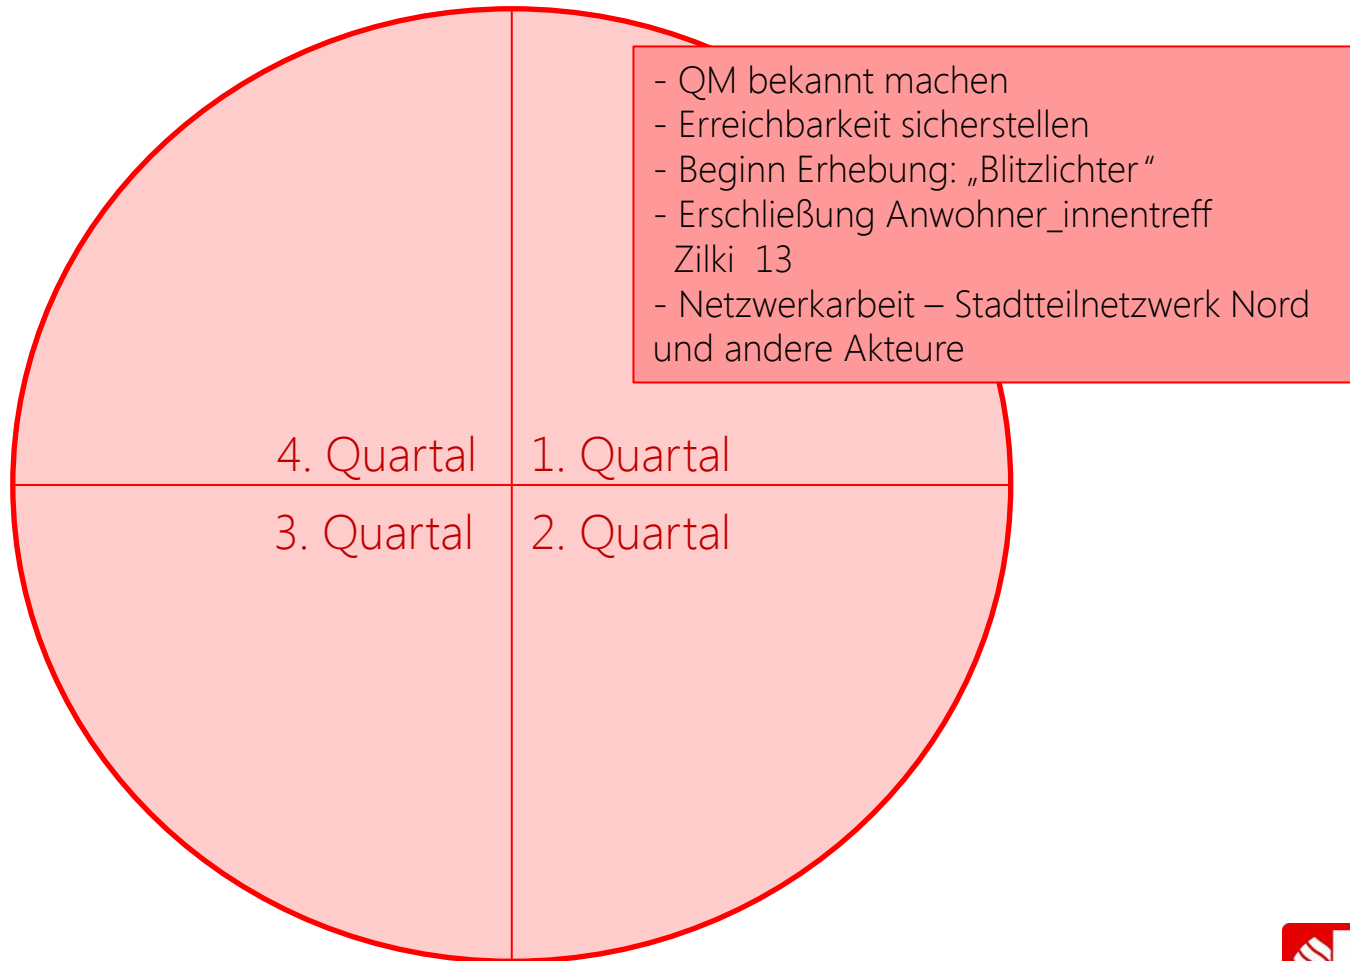 - QM bekannt machen
- Erreichbarkeit sicherstellen
- Beginn Erhebung: „Blitzlichter“
- Erschließung Anwohner_innentreff
Zilki 13
- Netzwerkarbeit – Stadtteilnetzwerk Nord
und andere Akteure
4. Quartal
1. Quartal
3. Quartal
2. Quartal